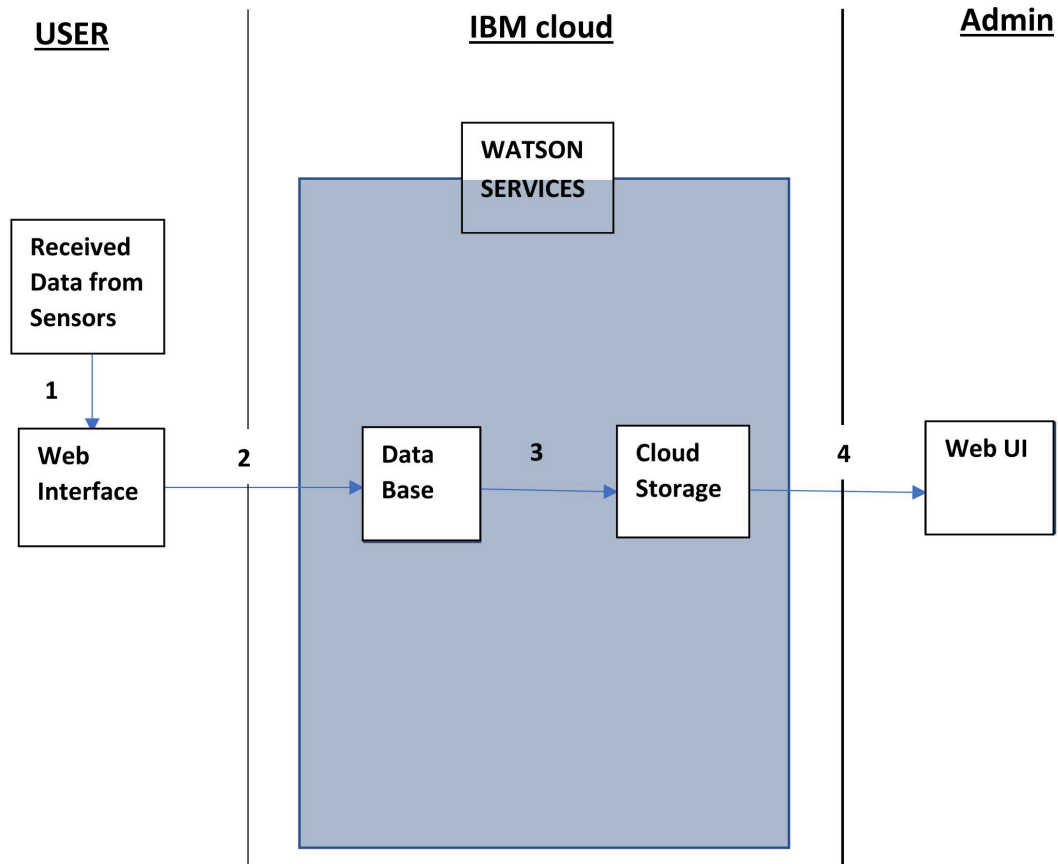 USER
IBM cloud
Admin
WATSON
SERVICES
Received
Data from
Sensors
1
Web
Interface
2
Data
Base
3
Cloud
Storage
4
Web UI